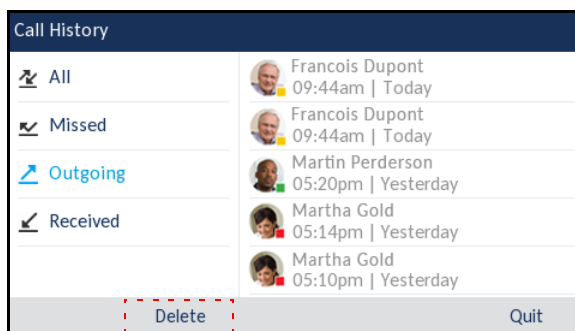 Call History
All
Missed
Outgoing
Received
Francois Dupont
09:44am | Today
Francois Dupont
09:44am | Today
Martin Perderson
05:20pm | Yesterday
Martha Gold
05:14pm | Yesterday
Martha Gold
05:10pm | Yesterday
Delete
Quit